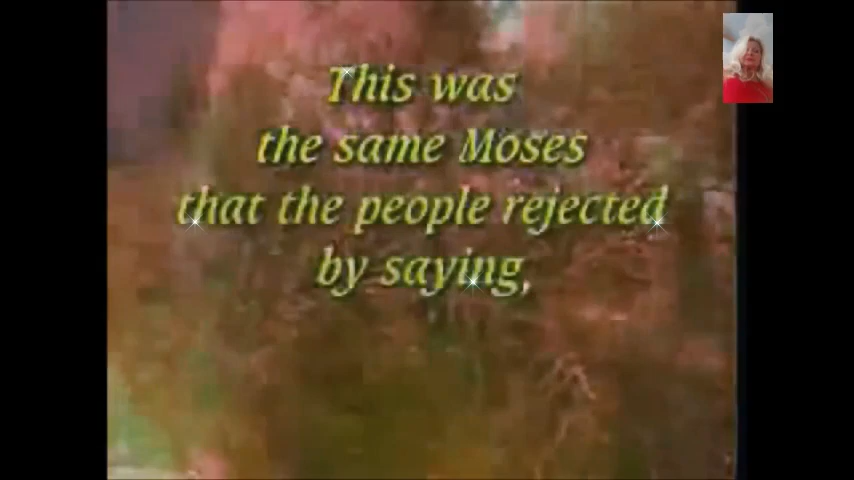 This was
the same Moses
that the people rejected
by saying,